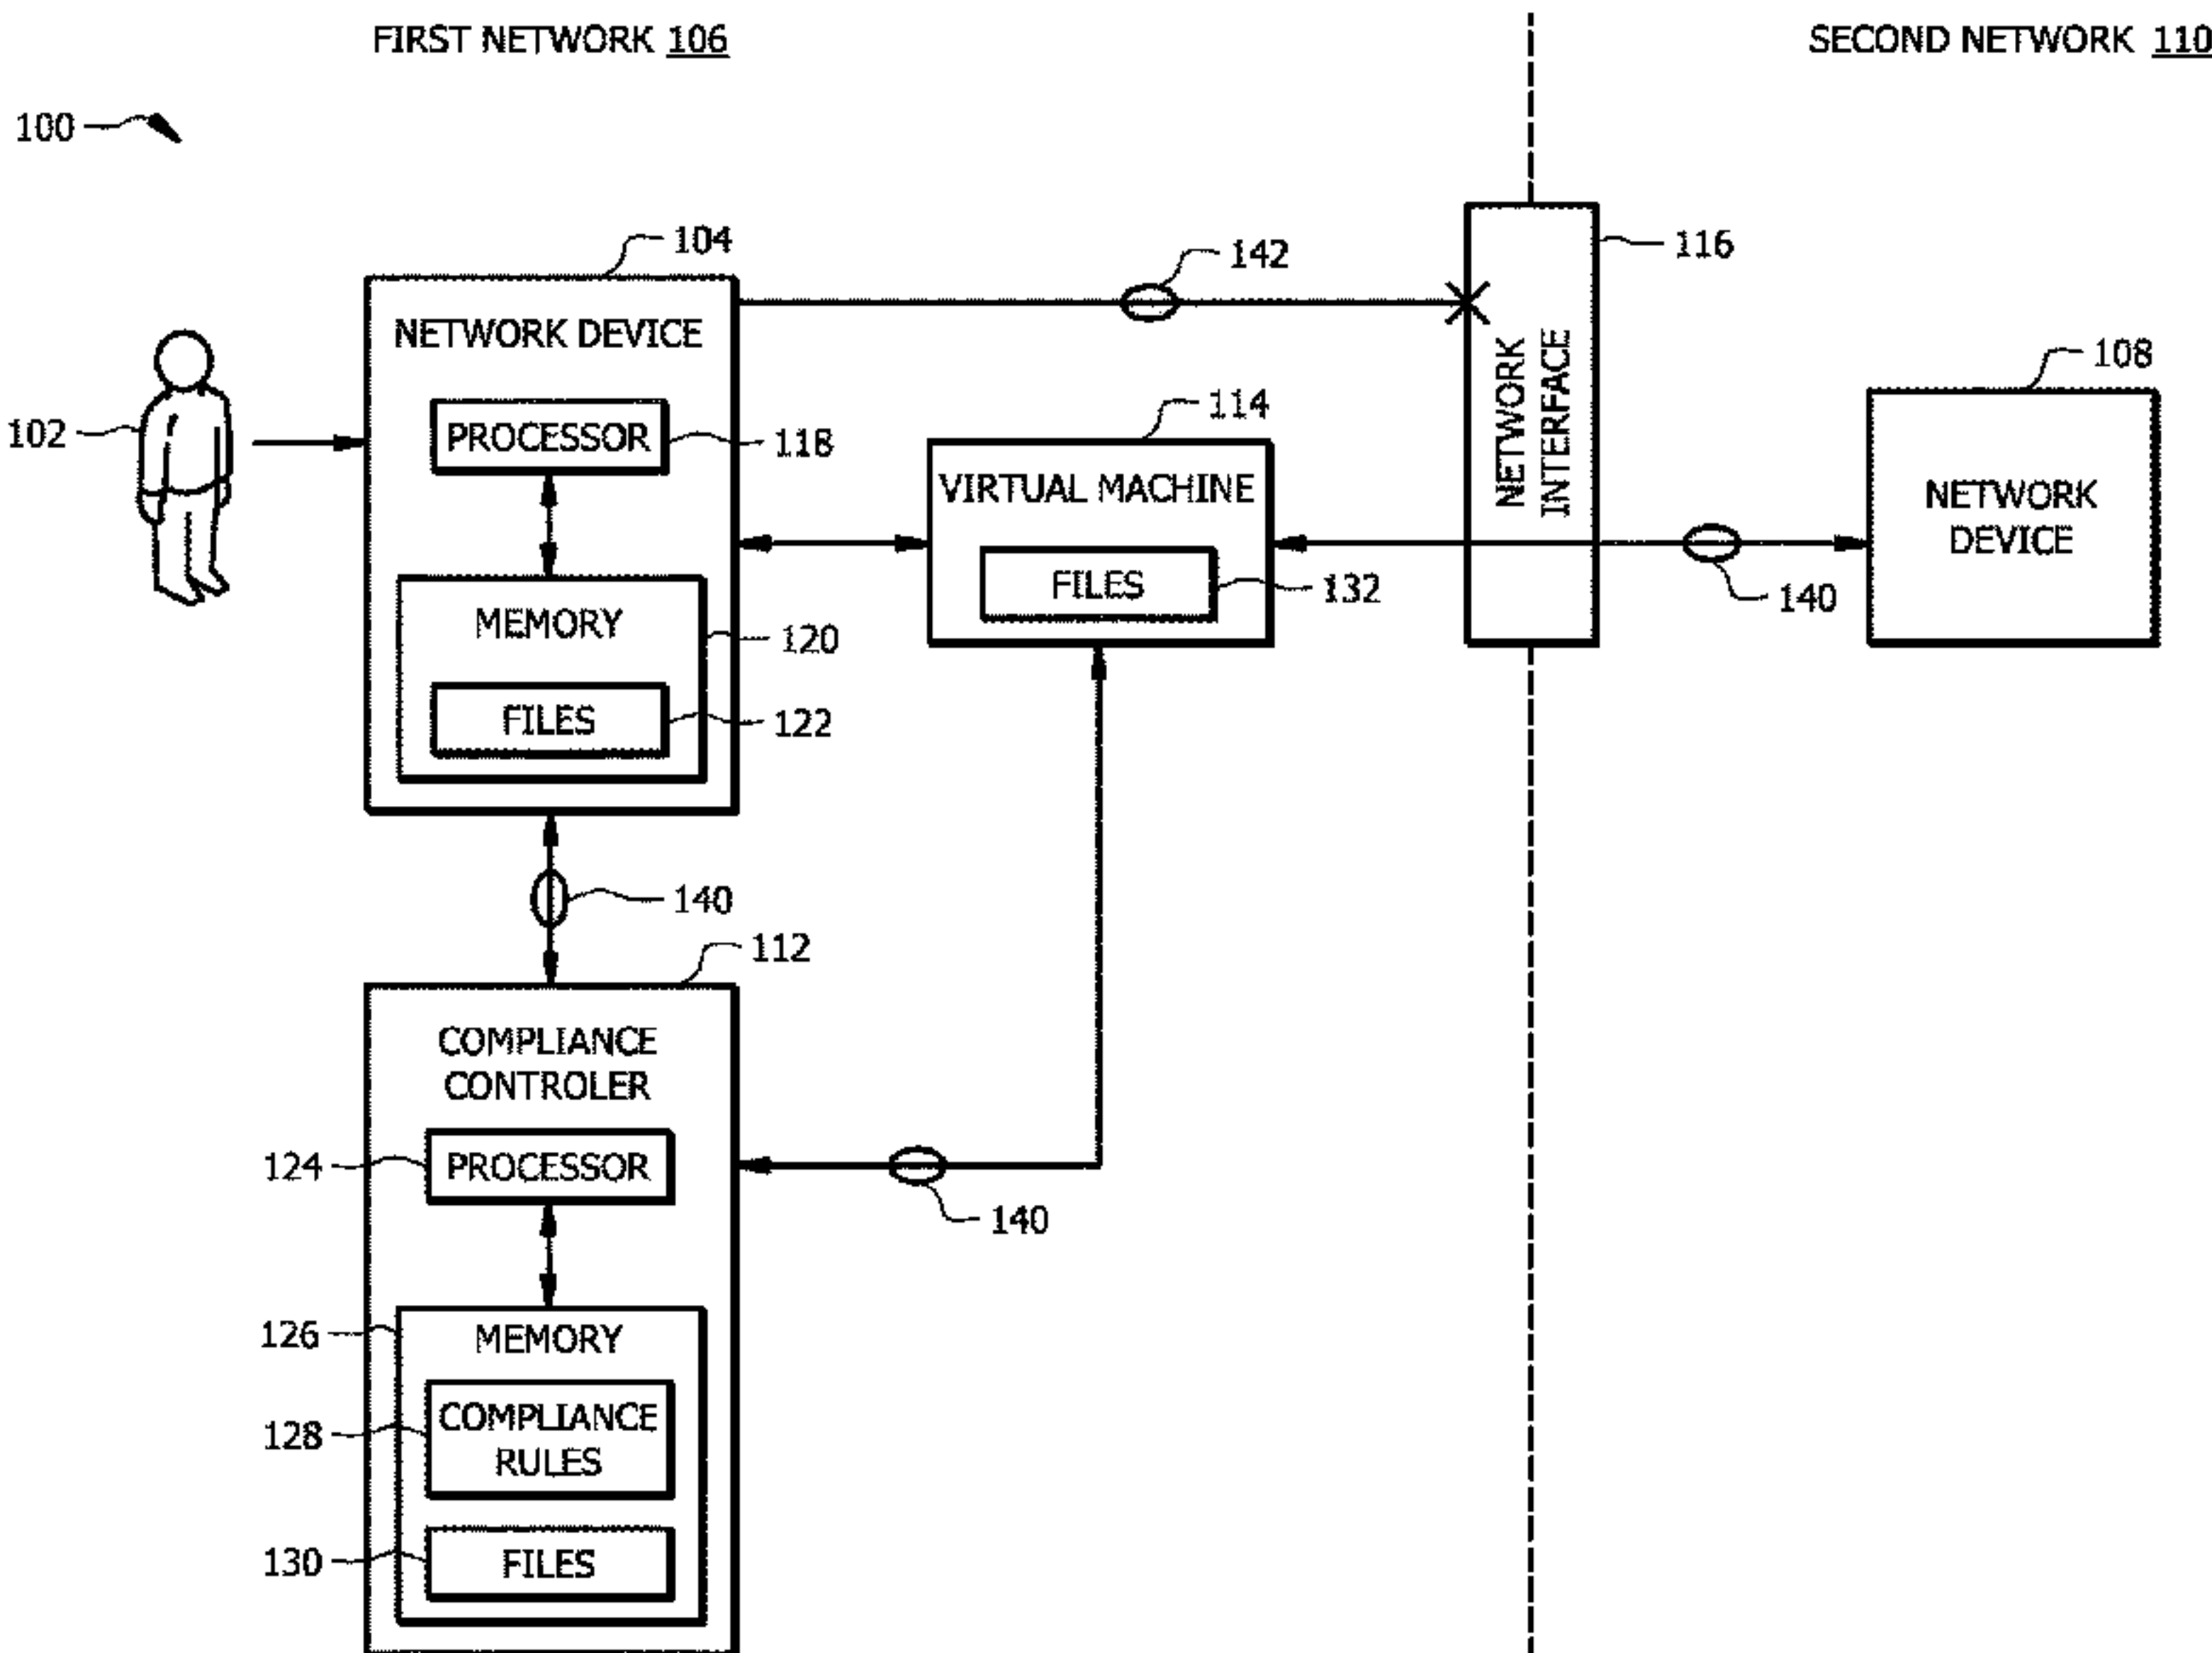 FIRST NETWORK 106
SECOND NETWORK 110
100
104
142
116
NETWORK DEVICE
NETWORK
INTERFACE
108
102
PROCESSOR
118
114
VIRTUAL MACHINE
NETWORK
DEVICE
FILES
132
140
MEMORY
120
FILES
122
140
112
COMPLIANCE
CONTROLER
124
PROCESSOR
140
126
MEMORY
128
COMPLIANCE
RULES
130
FILES